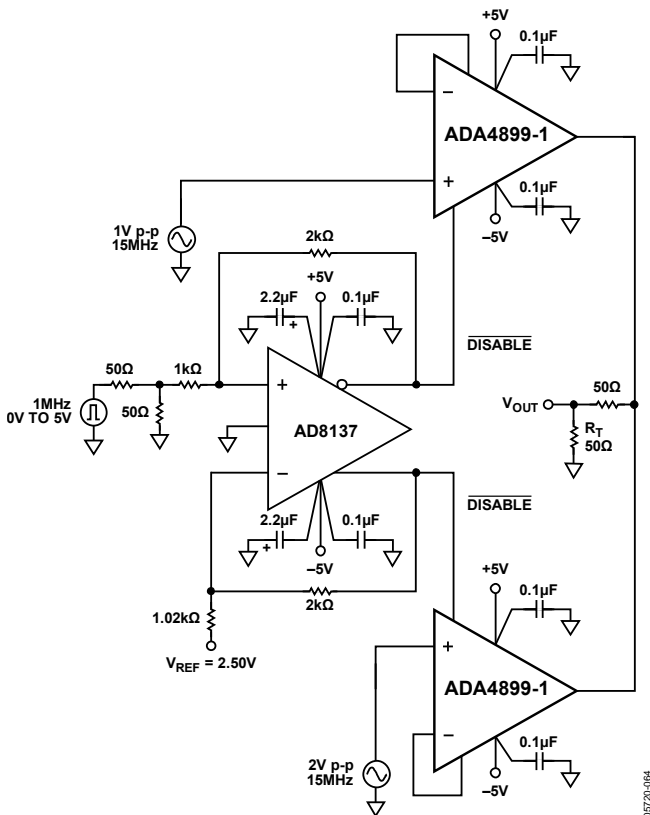 +5V
0.1µF
−
ADA4899-1
+
0.1µF
−5V
1V p-p
15MHz
2kΩ
+5V
2.2µF
0.1µF
+
DISABLE
50Ω
1kΩ
+
1MHz
0V TO 5V
50Ω
AD8137
VOUT
50Ω
RT
50Ω
−
DISABLE
2.2µF
0.1µF
+
−5V
2kΩ
1.02kΩ
VREF = 2.50V
+5V
0.1µF
+
ADA4899-1
−
0.1µF
−5V
2V p-p
15MHz
05720-064